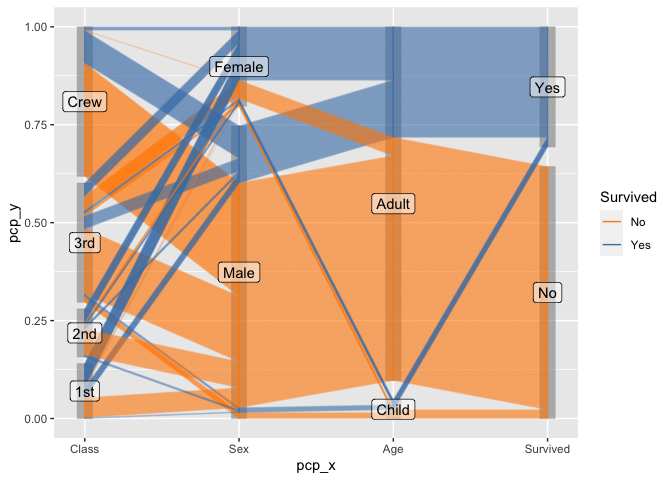 1.00
0.75
0.50
0.25
0.00
pcp_y
Crew
3rd
2nd
1st
Female
Male
Adult
Child
Yes
No
Class
Sex
Age
Survived
pcp_x
Survived
No
Yes